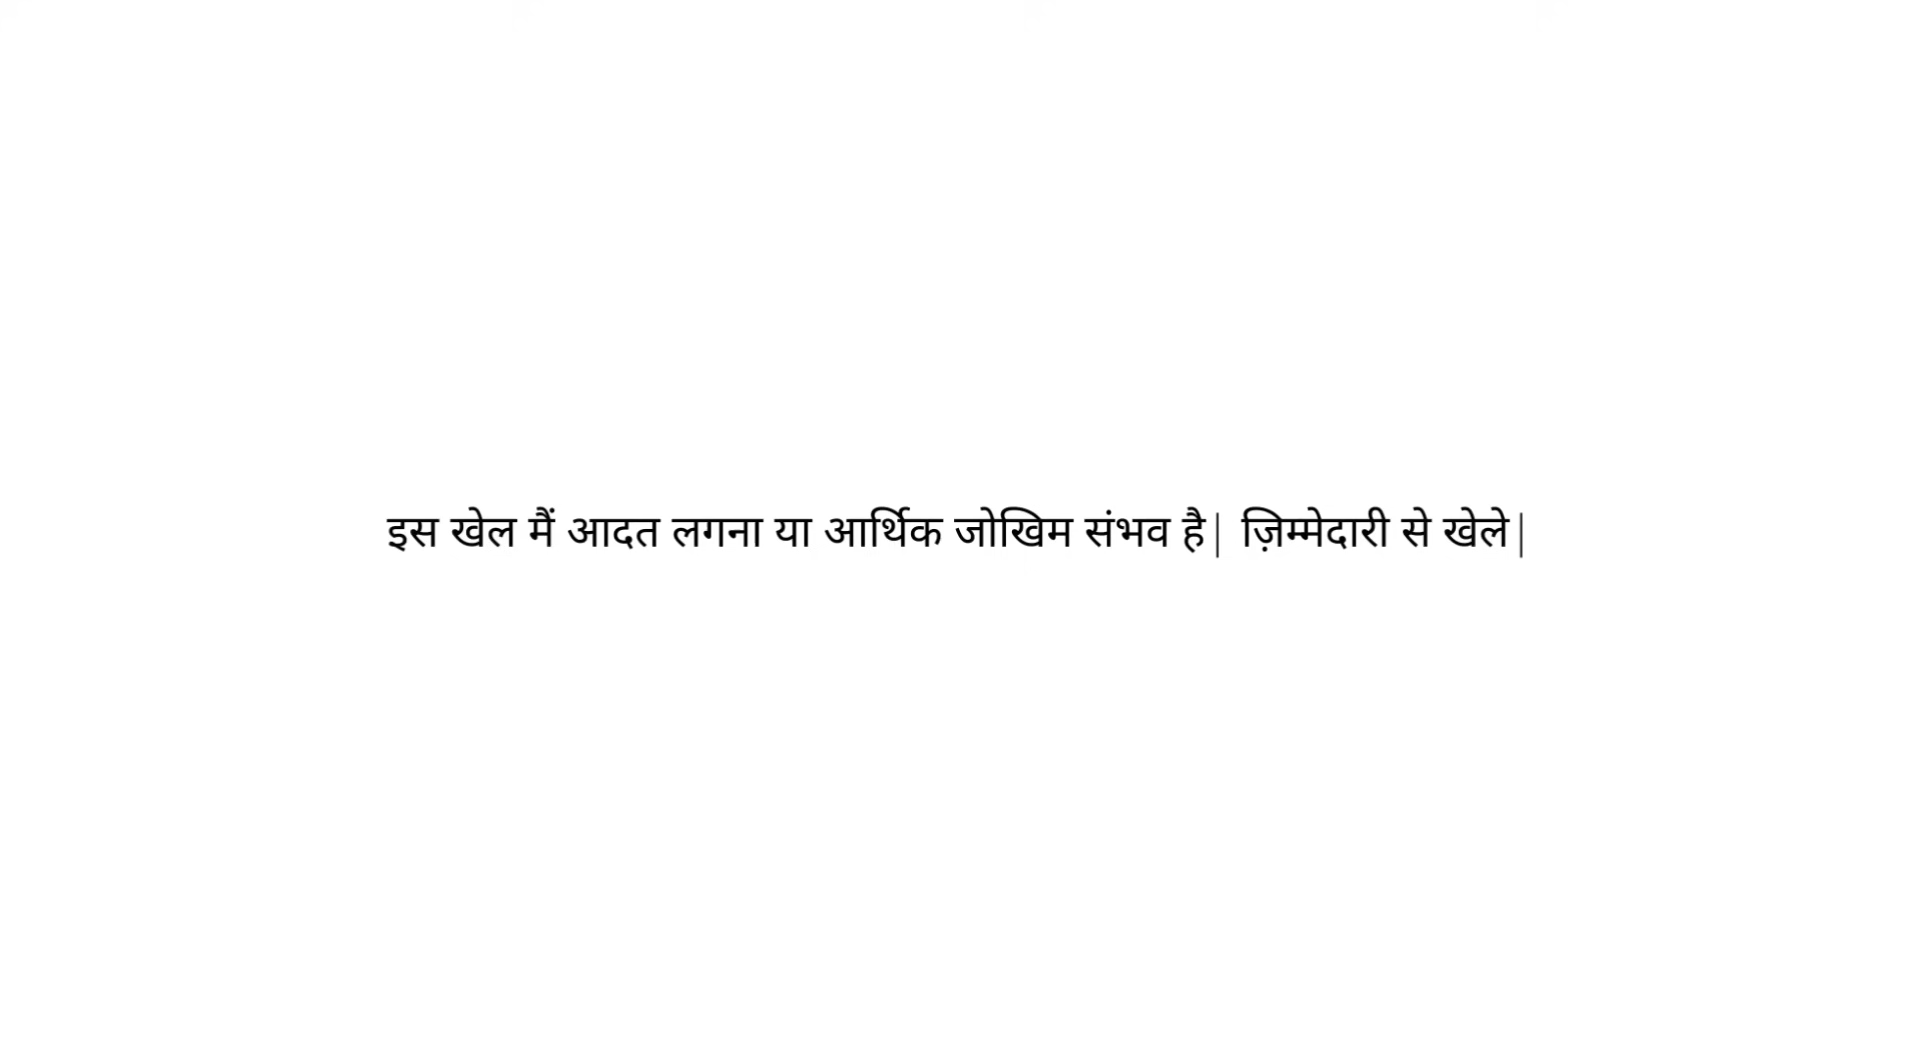 इस खेल मैं आदत लगना या आर्थिक जोखिम संभव है| ज़िम्मेदारी से खेले|